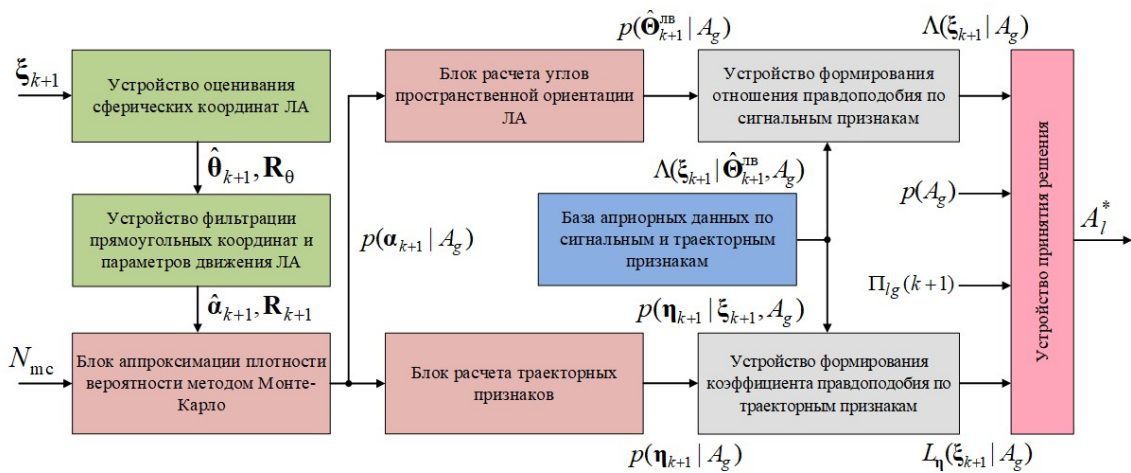 ξ_{k+1}
Устройство оценивания
сферических координат ЛА
θ̂_{k+1}, R_θ
Устройство фильтрации
прямоугольных координат и
параметров движения ЛА
α̂_{k+1}, R_{k+1}
N_{mc}
Блок аппроксимации плотности
вероятности методом Монте-
Карло
p(α_{k+1} | A_g)
Блок расчета углов
пространственной ориентации
ЛА
p(Θ̂^{лв}_{k+1} | A_g)
Устройство формирования
отношения правдоподобия по
сигнальным признакам
Λ(ξ_{k+1} | A_g)
Λ(ξ_{k+1} | Θ̂^{лв}_{k+1}, A_g)
База априорных данных по
сигнальным и траекторным
признакам
p(η_{k+1} | ξ_{k+1}, A_g)
Блок расчета траекторных
признаков
p(η_{k+1} | A_g)
Устройство формирования
коэффициента правдоподобия по
траекторным признакам
L_η(ξ_{k+1} | A_g)
p(A_g)
Π_{lg}(k+1)
Устройство принятия решения
A_l^*